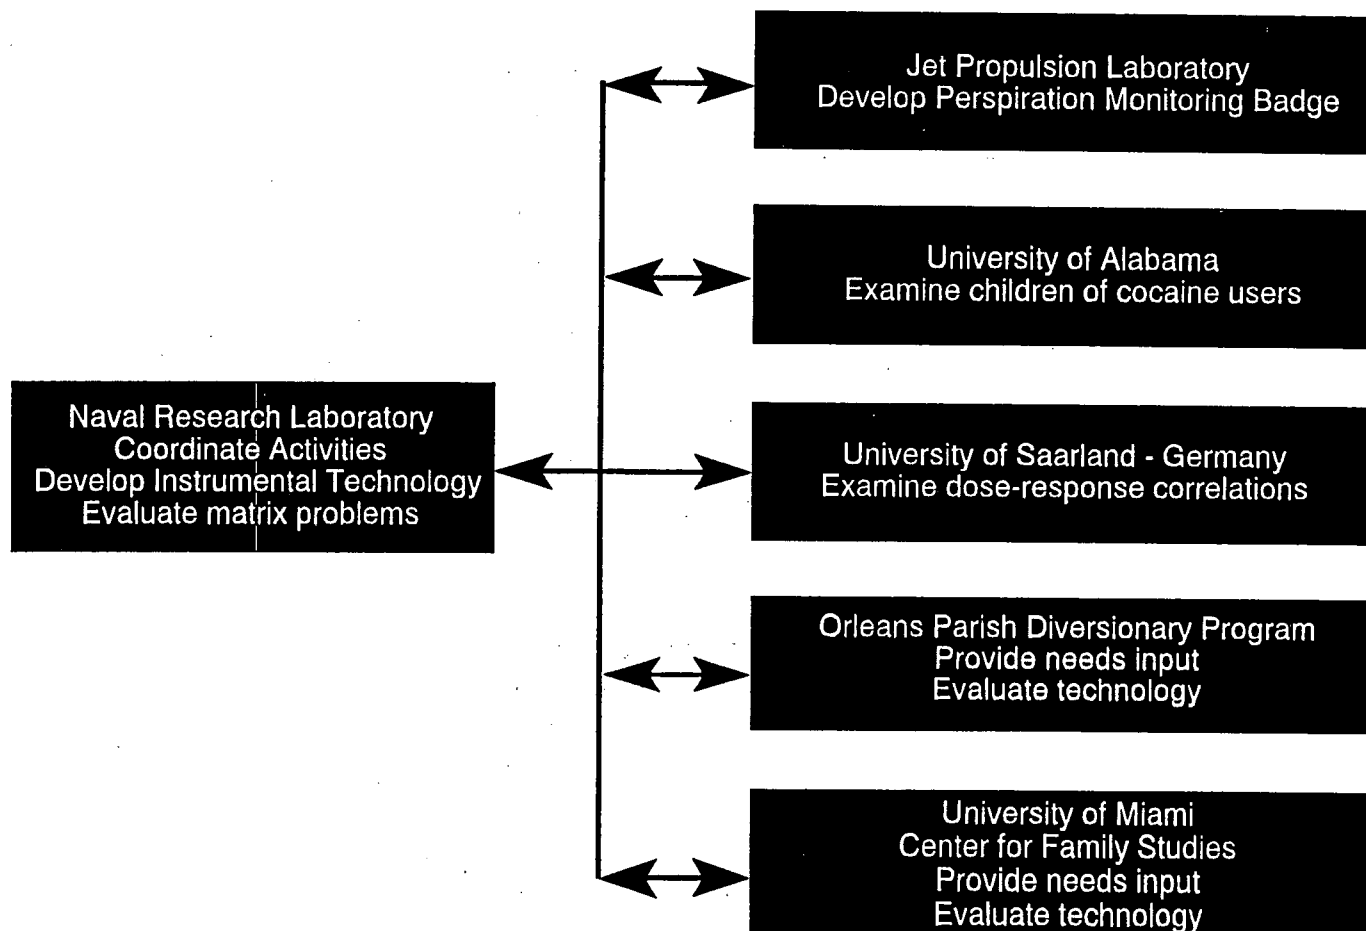 Jet Propulsion Laboratory
Develop Perspiration Monitoring Badge
University of Alabama
Examine children of cocaine users
Naval Research Laboratory
Coordinate Activities
Develop Instrumental Technology
Evaluate matrix problems
University of Saarland - Germany
Examine dose-response correlations
Orleans Parish Diversionary Program
Provide needs input
Evaluate technology
University of Miami
Center for Family Studies
Provide needs input
Evaluate technology